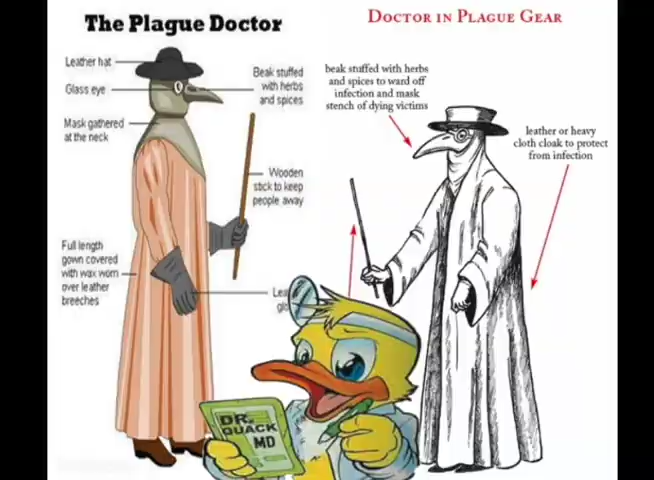 The Plague Doctor
Leather hat
Glass eye
Mask gathered
at the neck
Full length
gown covered
with wax worn
over leather
breeches
Beak stuffed
with herbs
and spices
Wooden
stick to keep
people away
DOCTOR IN PLAGUE GEAR
beak stuffed with herbs
and spices to ward off
infection and mask
stench of dying victims
leather or heavy
cloth cloak to protect
from infection
DR.
QUACK
MD